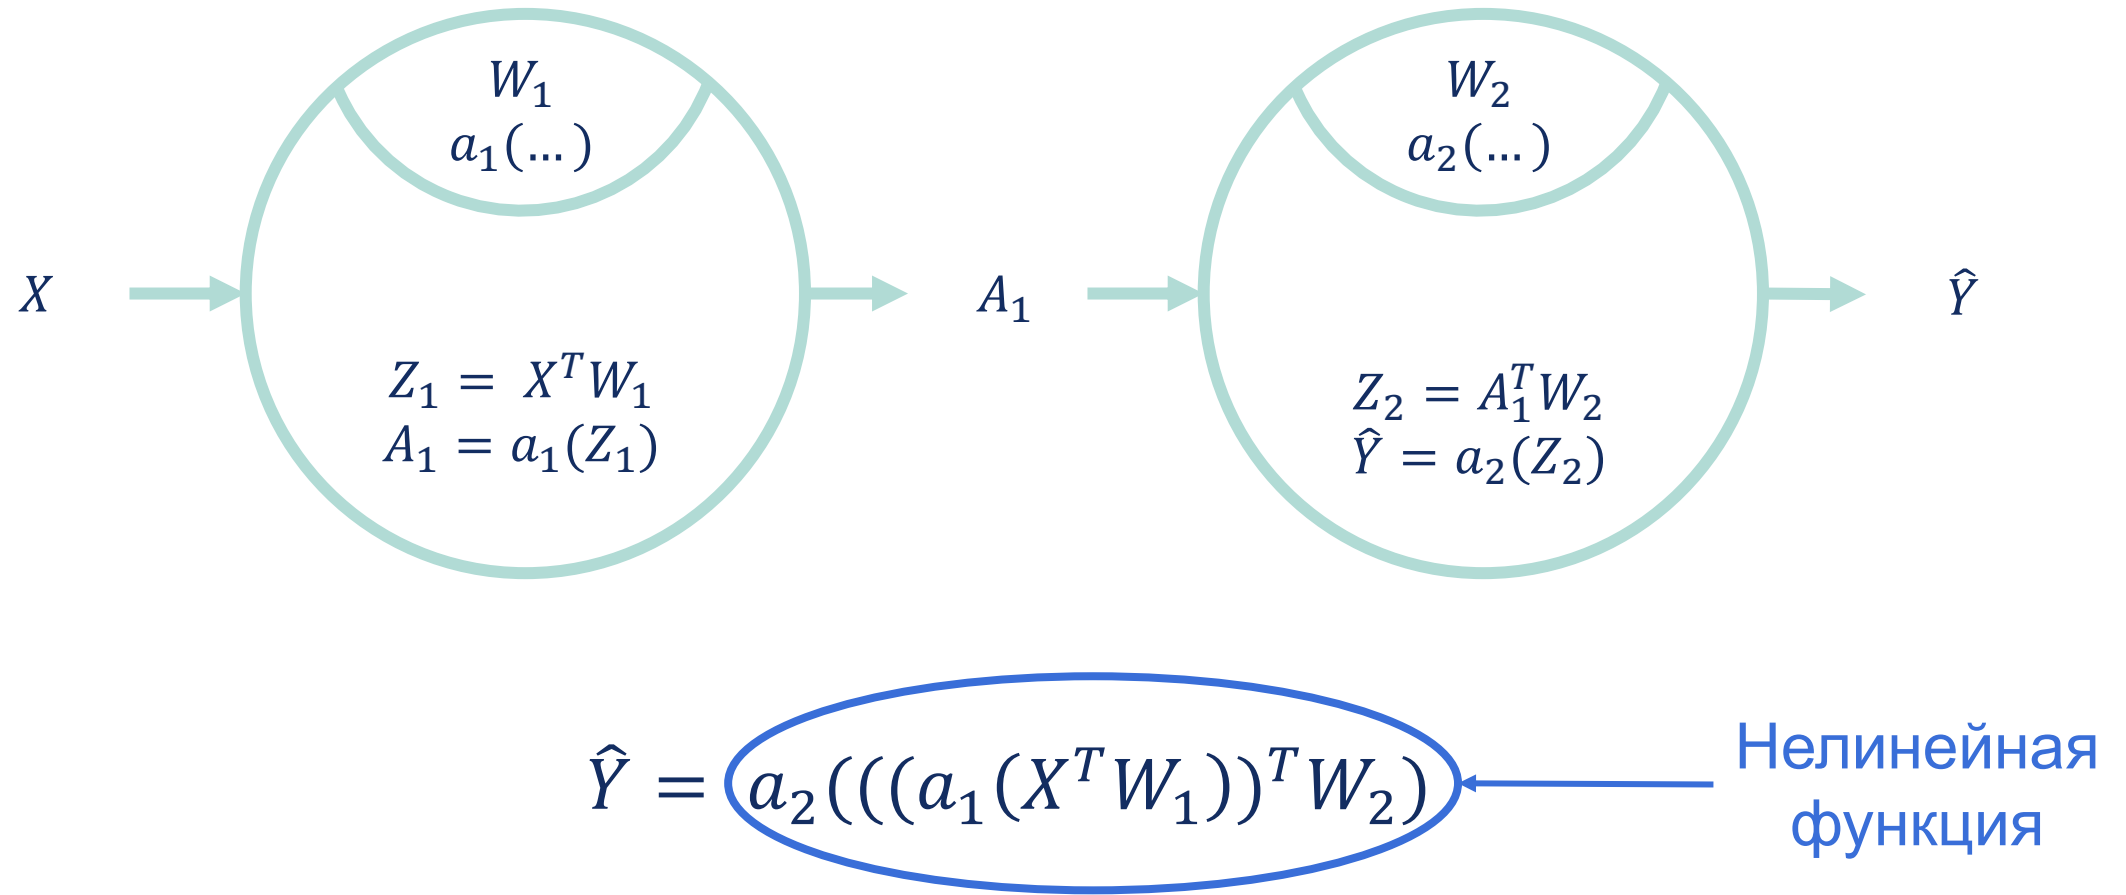 W₁
a₁(…)
W₂
a₂(…)
X
A₁
Ŷ
Z₁ = XᵀW₁
A₁ = a₁(Z₁)
Z₂ = A₁ᵀW₂
Ŷ = a₂(Z₂)
Ŷ = a₂(((a₁(XᵀW₁))ᵀW₂)
Нелинейная
функция